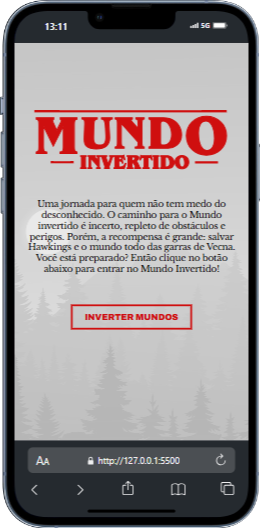 13:11
5G
MUNDO
INVERTIDO
Uma jornada para quem não tem medo do
desconhecido. O caminho para o Mundo
invertido é incerto, repleto de obstáculos e
perigos. Porém, a recompensa é grande: salvar
Hawkings e o mundo todo das garras de Vecna.
Você está preparado? Então clique no botão
abaixo para entrar no Mundo Invertido!
INVERTER MUNDOS
AA
http://127.0.0.1:5500